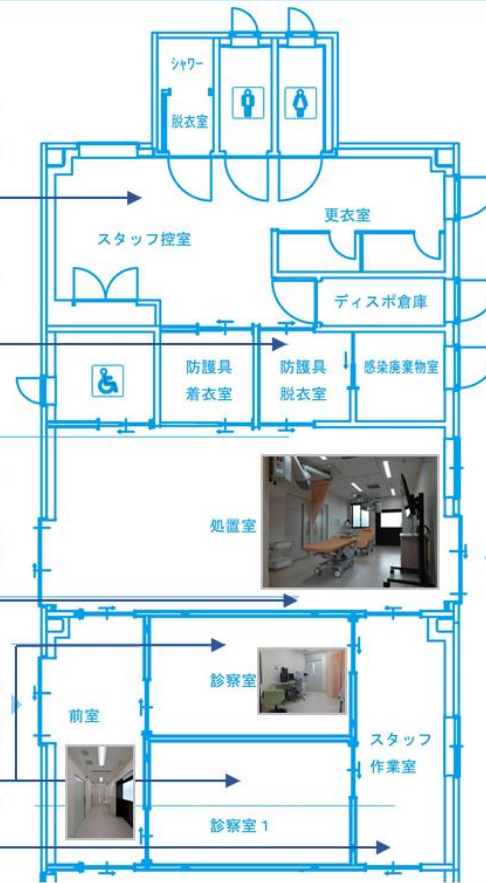 シャワー
脱衣室
更衣室
スタッフ控室
ディスポ倉庫
防護具
着衣室
防護具
脱衣室
感染廃棄物室
処置室
診察室
前室
スタッフ
作業室
診察室1